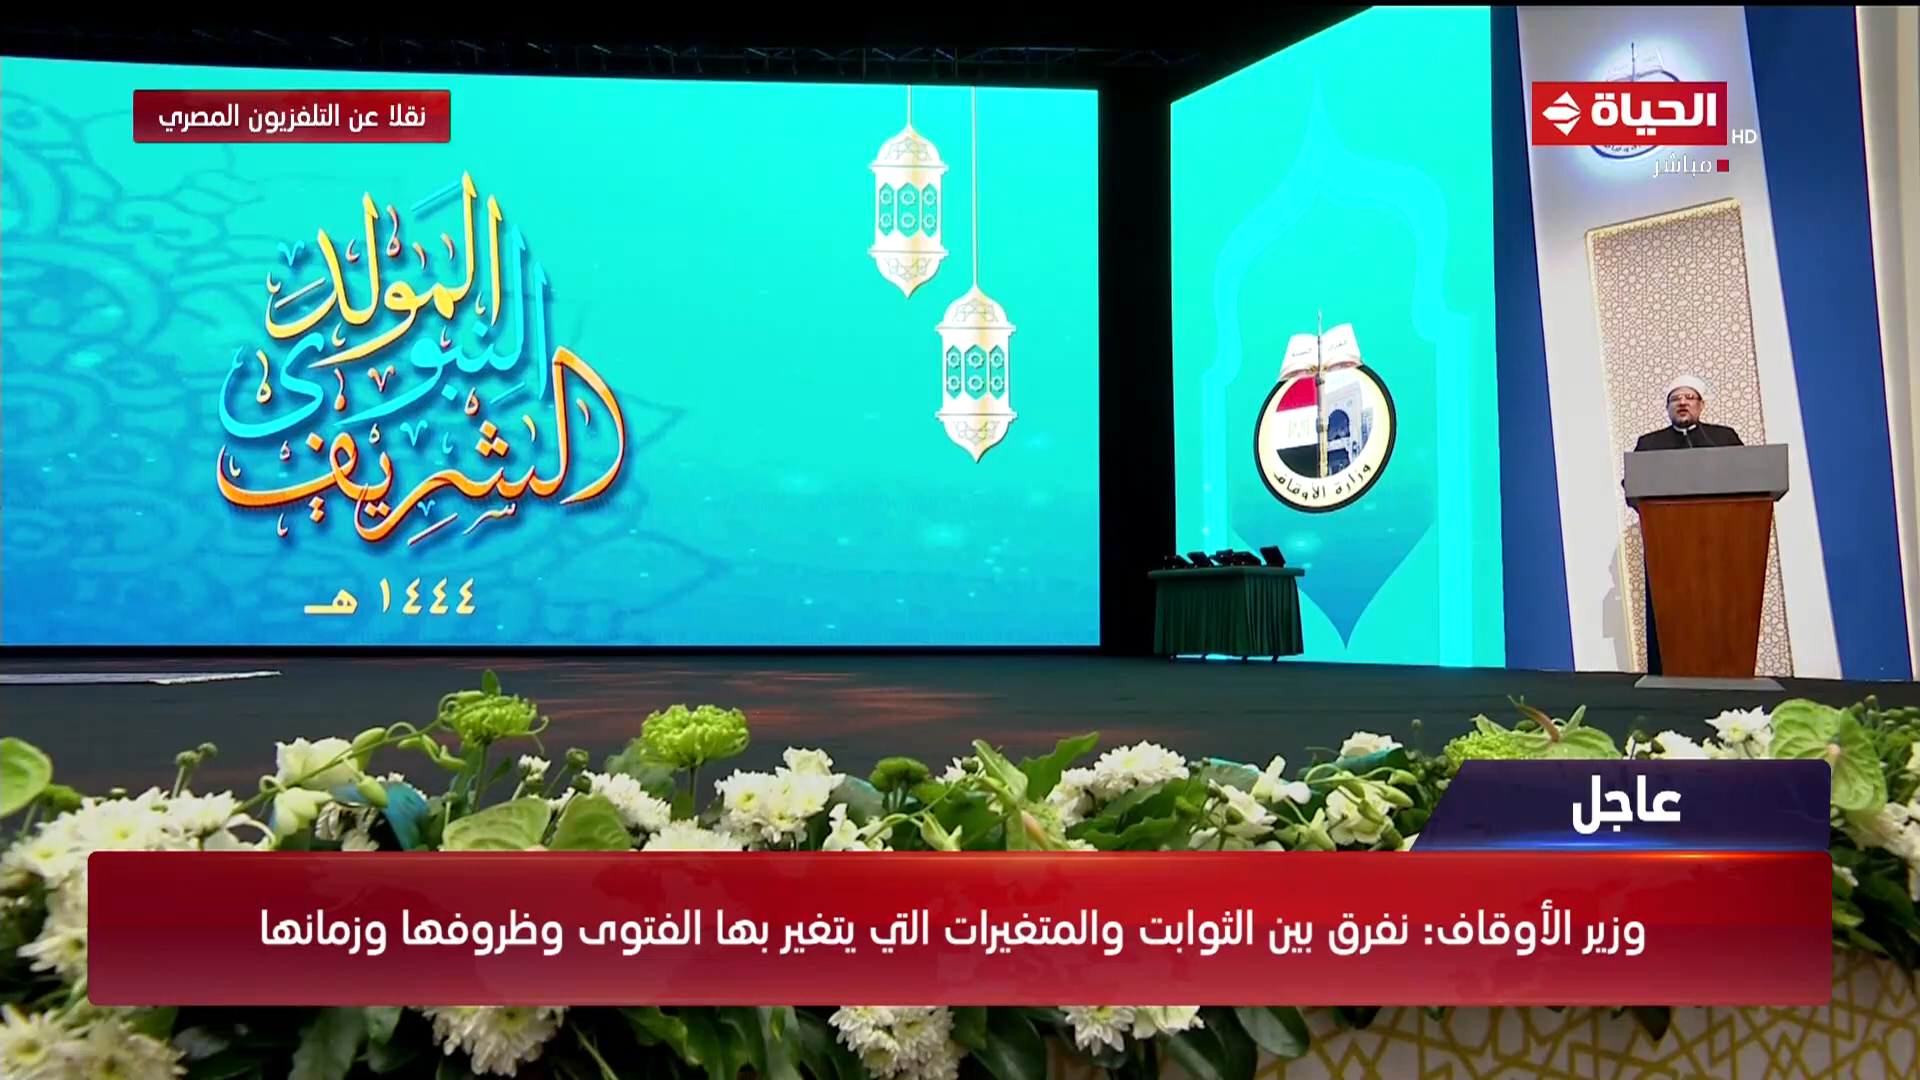 نقلا عن التلفزيون المصري
الحياة
HD
مباشر
المولد
النبوي
الشريف
١٤٤٤ هـ
وزارة الأوقاف
عاجل
وزير الأوقاف: نفرق بين الثوابت والمتغيرات التي يتغير بها الفتوى وظروفها وزمانها